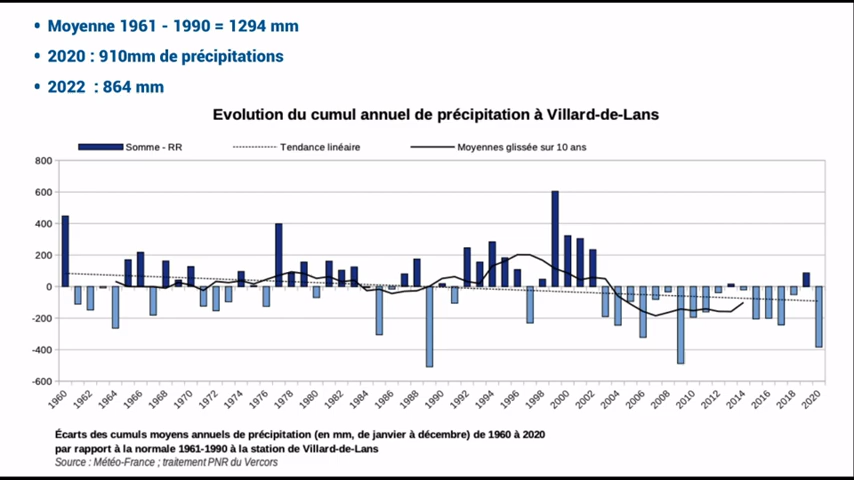 • Moyenne 1961 - 1990 = 1294 mm
• 2020 : 910mm de précipitations
• 2022 : 864 mm
Evolution du cumul annuel de précipitation à Villard-de-Lans
Somme - RR Tendance linéaire Moyennes glissée sur 10 ans
800
600
400
200
0
-200
-400
-600
1960 1962 1964 1966 1968 1970 1972 1974 1976 1978 1980 1982 1984 1986 1988 1990 1992 1994 1996 1998 2000 2002 2004 2006 2008 2010 2012 2014 2016 2018 2020
Écarts des cumuls moyens annuels de précipitation (en mm, de janvier à décembre) de 1960 à 2020
par rapport à la normale 1961-1990 à la station de Villard-de-Lans
Source : Météo-France ; traitement PNR du Vercors